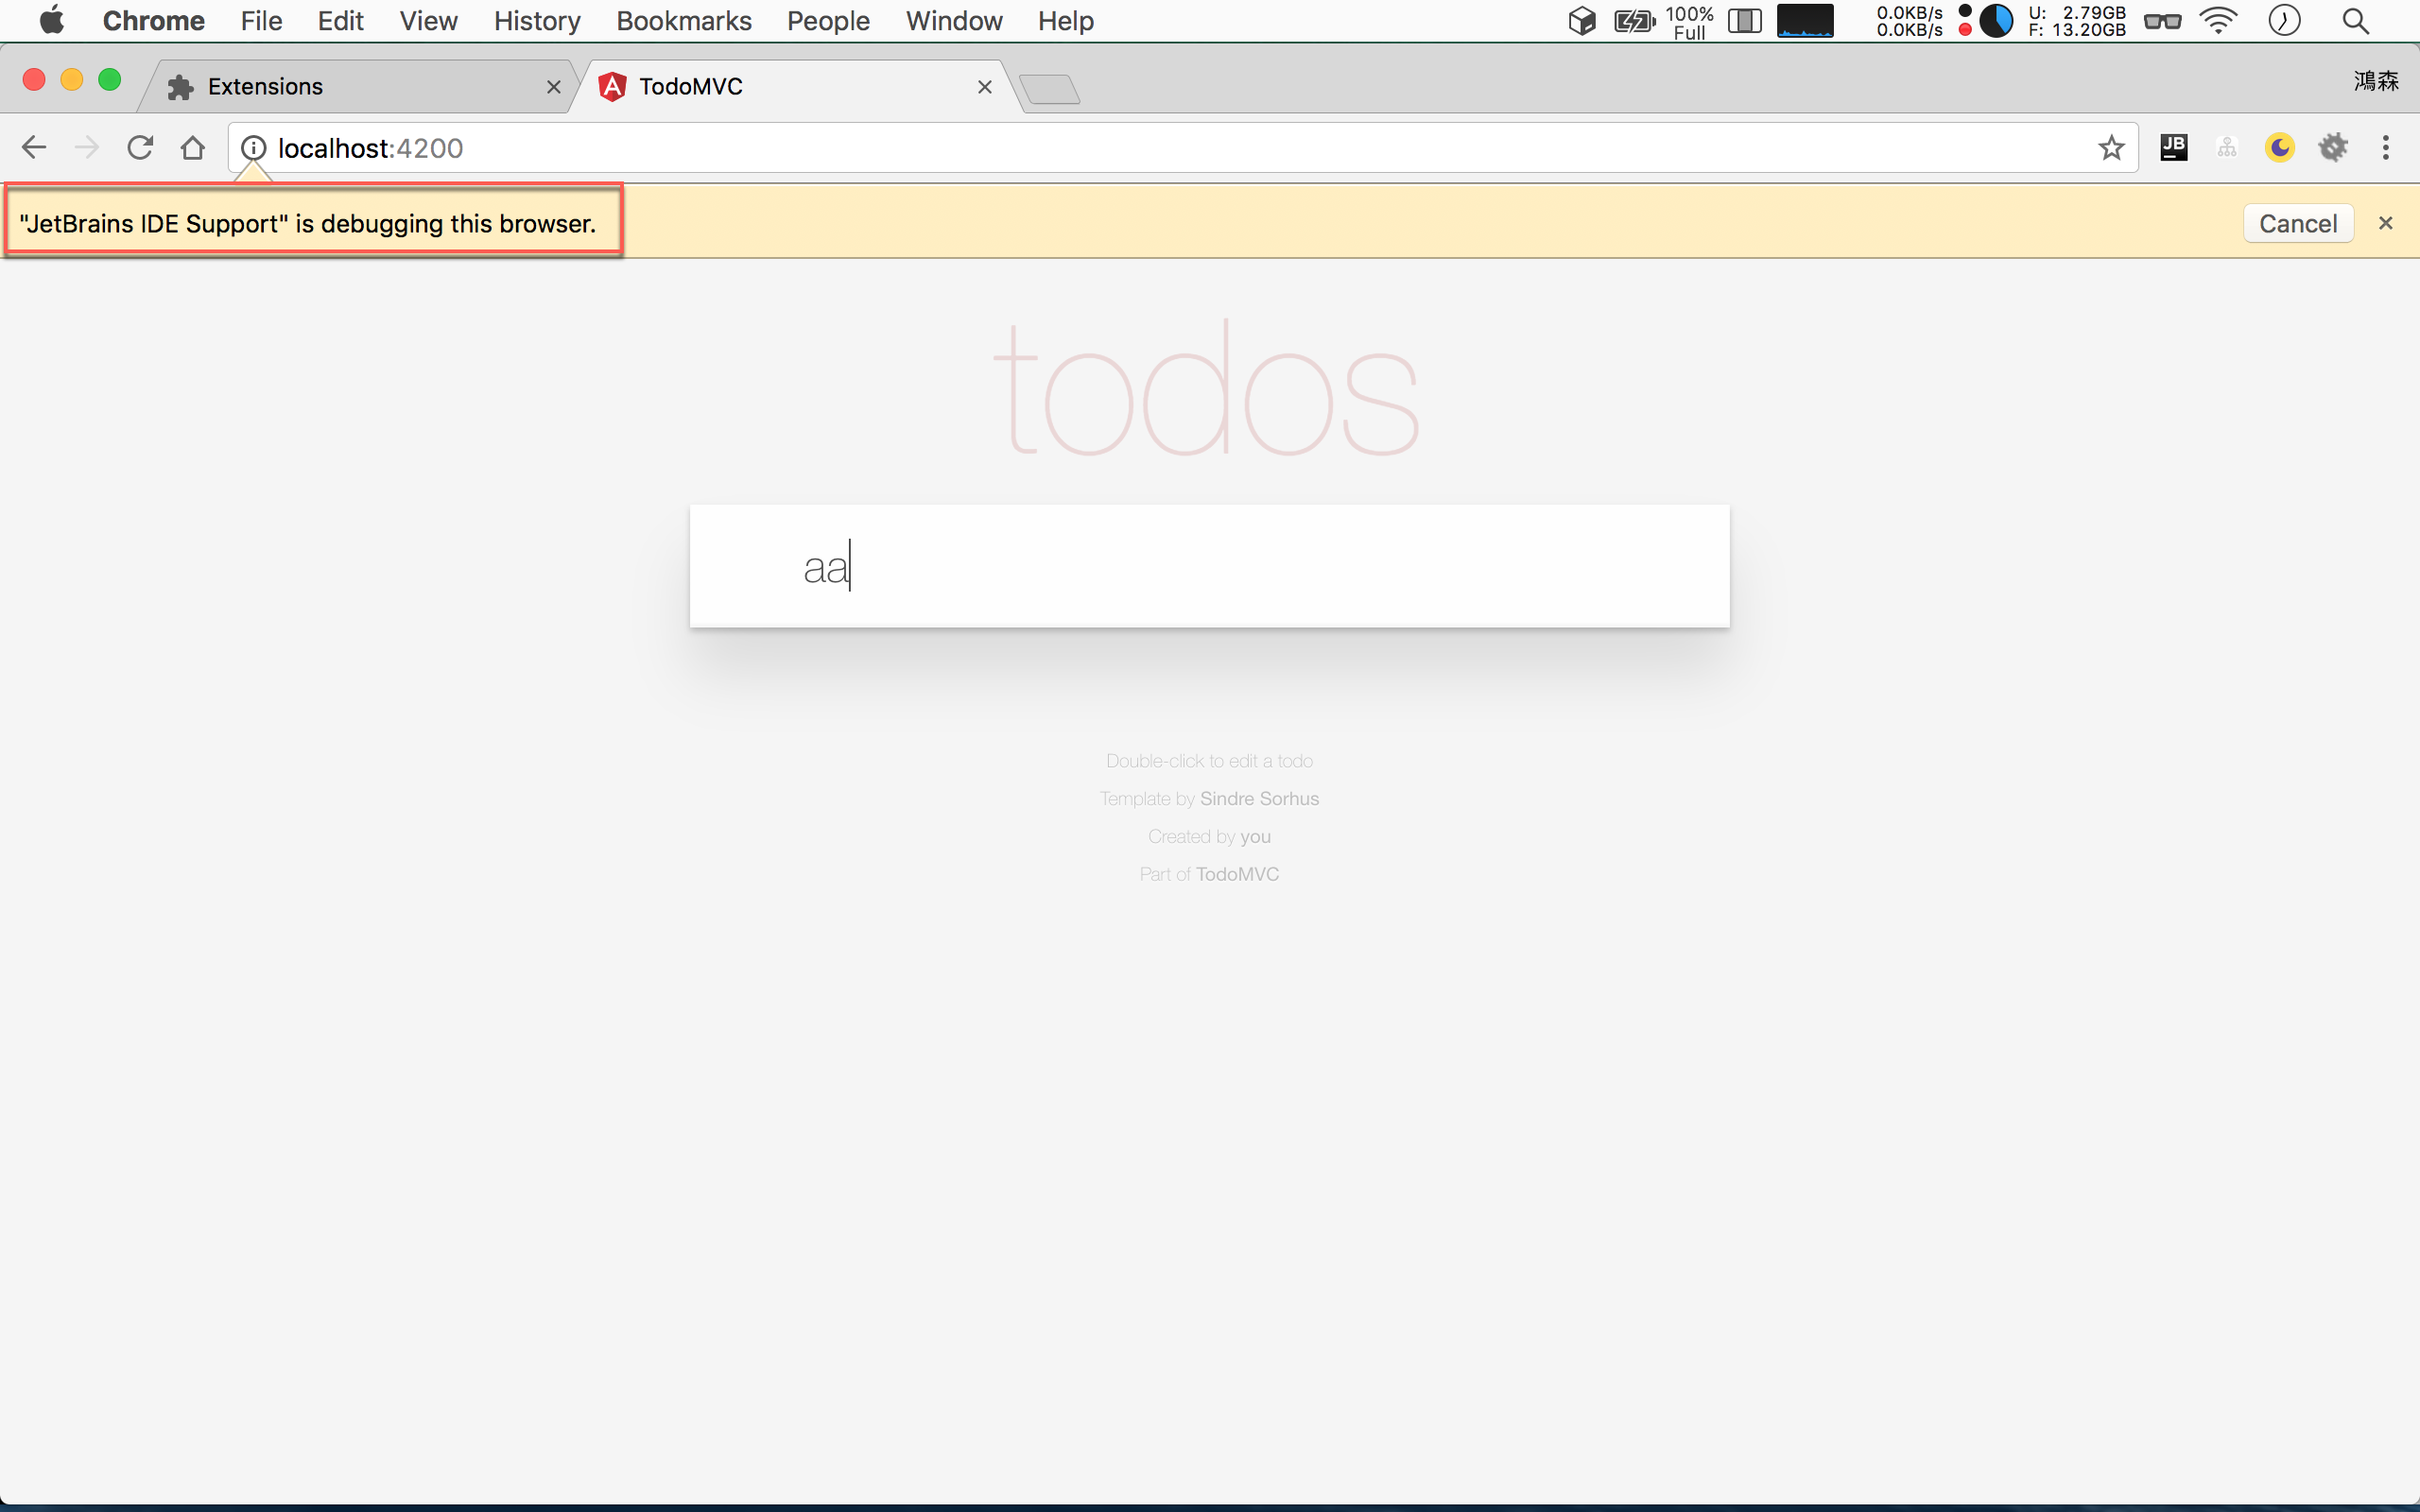 Chrome File Edit View History Bookmarks People Window Help
100% Full 0.0KB/s 0.0KB/s U: 2.79GB F: 13.20GB
Extensions
TodoMVC
鴻森
localhost:4200
JB
"JetBrains IDE Support" is debugging this browser.
Cancel
todos
aa
Double-click to edit a todo
Template by Sindre Sorhus
Created by you
Part of TodoMVC